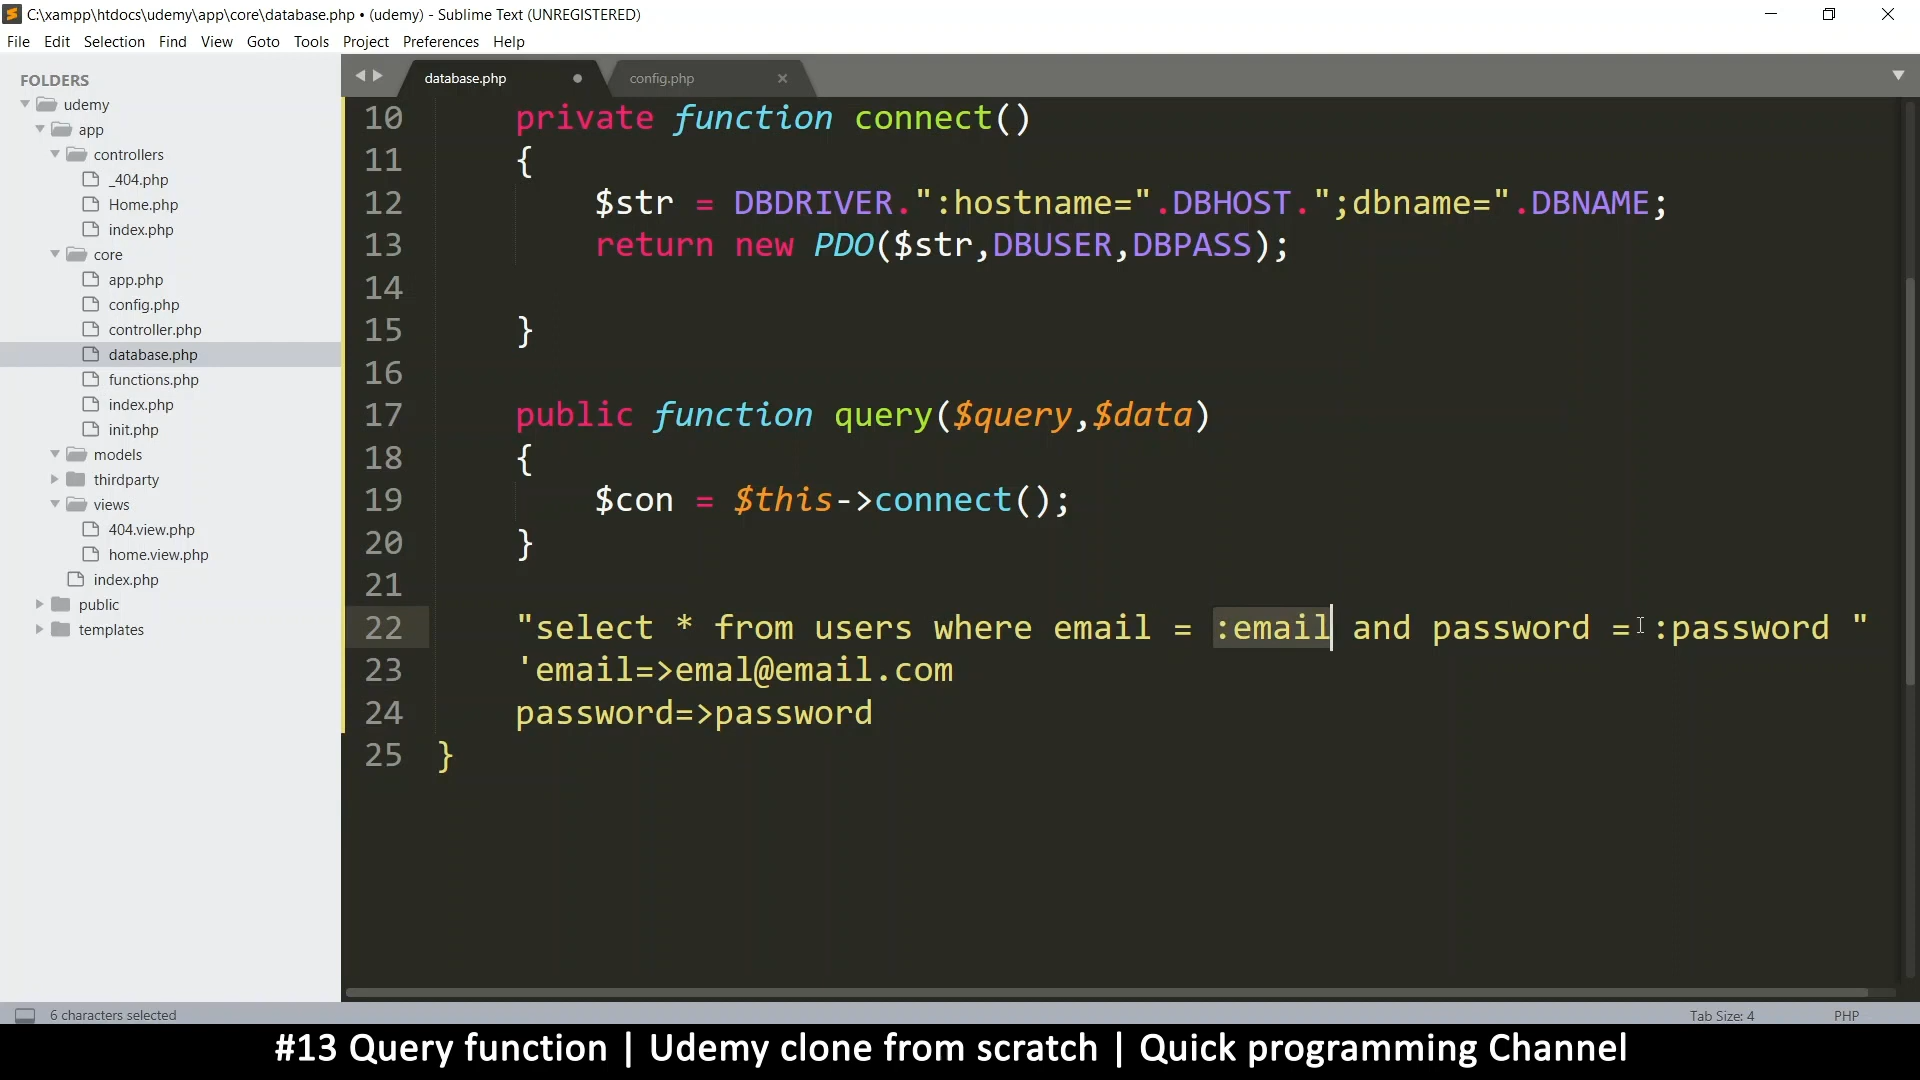 C:\xampp\htdocs\udemy\app\core\database.php • (udemy) - Sublime Text (UNREGISTERED)
File Edit Selection Find View Goto Tools Project Preferences Help
FOLDERS
udemy
app
controllers
_404.php
Home.php
index.php
core
app.php
config.php
controller.php
database.php
functions.php
index.php
init.php
models
thirdparty
views
404.view.php
home.view.php
index.php
public
templates
database.php config.php
10 private function connect()
11 {
12 $str = DBDRIVER.":hostname=".DBHOST.";dbname=".DBNAME;
13 return new PDO($str,DBUSER,DBPASS);
14
15 }
16
17 public function query($query,$data)
18 {
19 $con = $this->connect();
20 }
21
22 "select * from users where email = :email and password = :password "
23 'email=>emal@email.com
24 password=>password
25 }
6 characters selected Tab Size: 4 PHP
#13 Query function | Udemy clone from scratch | Quick programming Channel